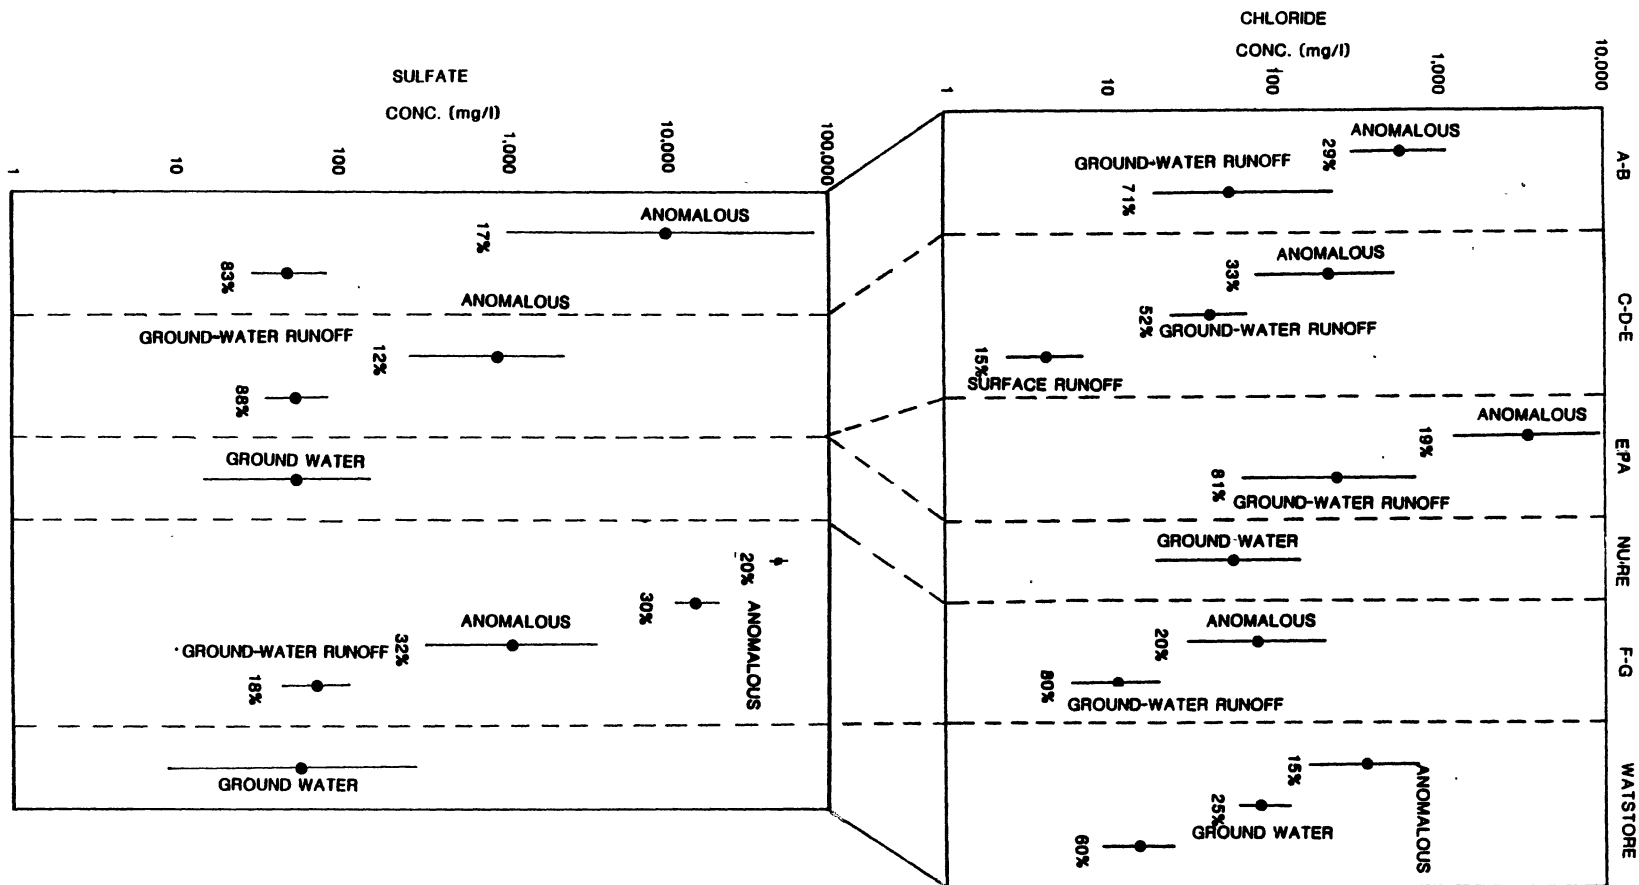 CHLORIDE
CONC. (mg/l)
1
10
100
1,000
10,000
SULFATE
CONC. (mg/l)
1
10
100
1,000
10,000
100,000
ANOMALOUS
17%
83%
ANOMALOUS
GROUND-WATER RUNOFF
12%
88%
GROUND WATER
20%
ANOMALOUS
30%
ANOMALOUS
32%
GROUND-WATER RUNOFF
18%
GROUND WATER
A-B
ANOMALOUS
29%
GROUND-WATER RUNOFF
71%
C-D-E
ANOMALOUS
33%
52%
GROUND-WATER RUNOFF
15%
SURFACE RUNOFF
EPA
ANOMALOUS
19%
81%
GROUND-WATER RUNOFF
NURE
GROUND WATER
F-G
ANOMALOUS
20%
80%
GROUND-WATER RUNOFF
WATSTORE
15%
ANOMALOUS
25%
GROUND WATER
60%